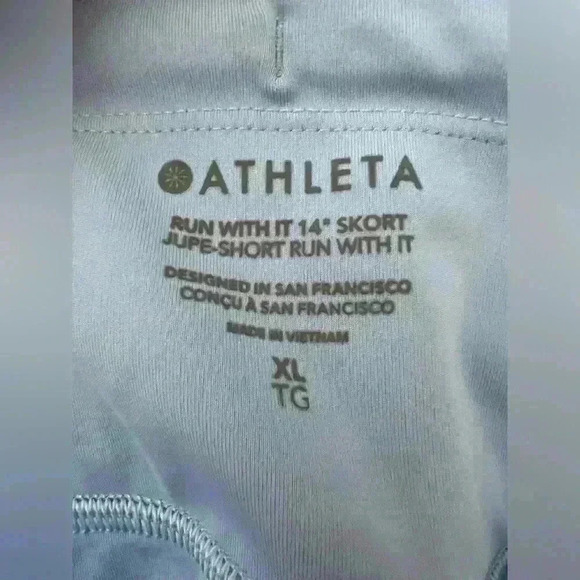 ATHLETA
RUN WITH IT 14" SKORT
JUPE-SHORT RUN WITH IT
DESIGNED IN SAN FRANCISCO
CONÇU À SAN FRANCISCO
MADE IN VIETNAM
XL
TG